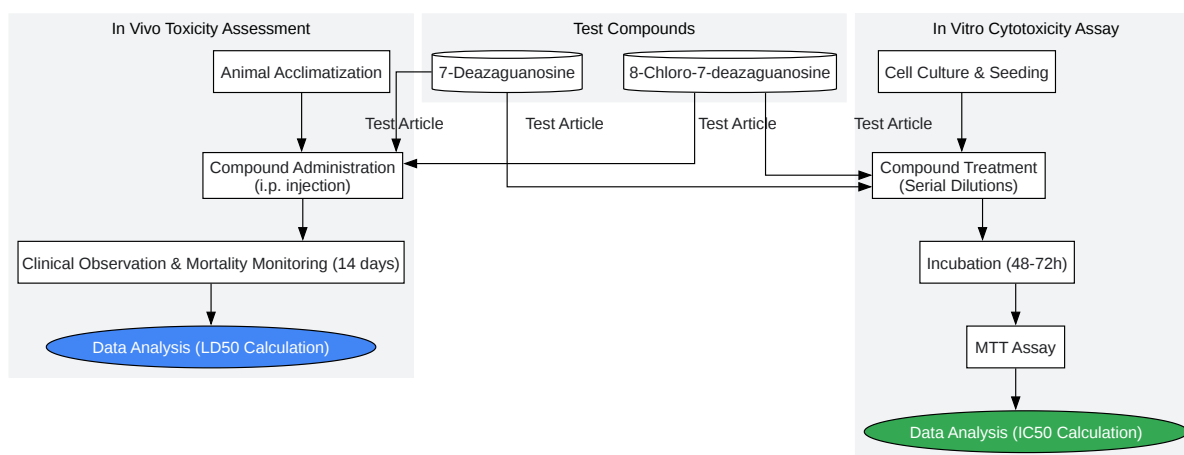 In Vivo Toxicity Assessment
Test Compounds
In Vitro Cytotoxicity Assay
Animal Acclimatization
7-Deazaguanosine
8-Chloro-7-deazaguanosine
Cell Culture & Seeding
Test Article
Test Article
Test Article
Test Article
Compound Administration
(i.p. injection)
Compound Treatment
(Serial Dilutions)
Clinical Observation & Mortality Monitoring (14 days)
Incubation (48-72h)
Data Analysis (LD50 Calculation)
MTT Assay
Data Analysis (IC50 Calculation)